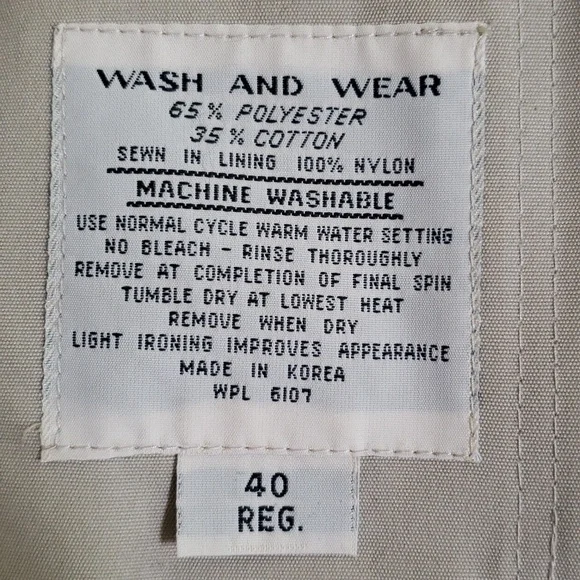 WASH AND WEAR
65% POLYESTER
35% COTTON
SEWN IN LINING 100% NYLON
MACHINE WASHABLE
USE NORMAL CYCLE WARM WATER SETTING
NO BLEACH - RINSE THOROUGHLY
REMOVE AT COMPLETION OF FINAL SPIN
TUMBLE DRY AT LOWEST HEAT
REMOVE WHEN DRY
LIGHT IRONING IMPROVES APPEARANCE
MADE IN KOREA
WPL 6107
40
REG.